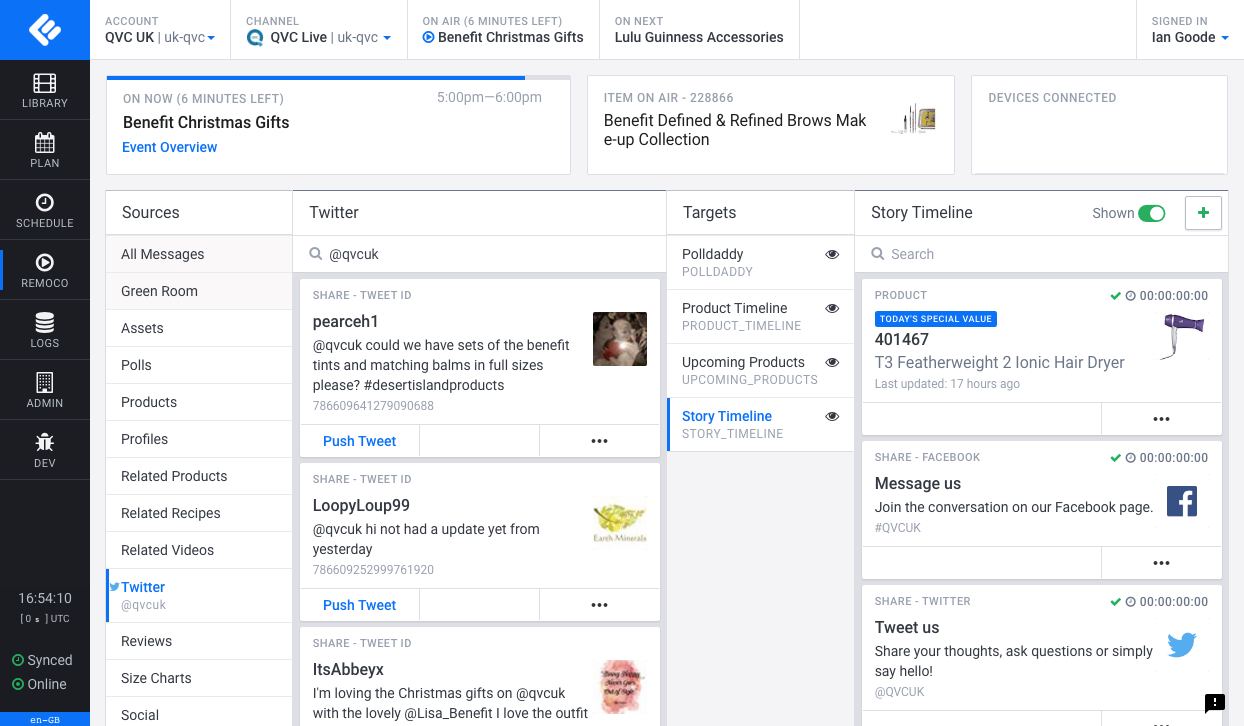 ACCOUNT
QVC UK | uk-qvc
CHANNEL
QVC Live | uk-qvc
ON AIR (6 MINUTES LEFT)
Benefit Christmas Gifts
ON NEXT
Lulu Guinness Accessories
SIGNED IN
Ian Goode
LIBRARY
PLAN
SCHEDULE
REMOCO
LOGS
ADMIN
DEV
16:54:10
[ 0 s ] UTC
Synced
Online
en-GB
ON NOW (6 MINUTES LEFT)
5:00pm—6:00pm
Benefit Christmas Gifts
Event Overview
ITEM ON AIR - 228866
Benefit Defined & Refined Brows Mak
e-up Collection
DEVICES CONNECTED
Sources
All Messages
Green Room
Assets
Polls
Products
Profiles
Related Products
Related Recipes
Related Videos
Twitter
@qvcuk
Reviews
Size Charts
Social
Twitter
@qvcuk
SHARE - TWEET ID
pearceh1
@qvcuk could we have sets of the benefit
tints and matching balms in full sizes
please? #desertislandproducts
786609641279090688
Push Tweet
SHARE - TWEET ID
LoopyLoup99
@qvcuk hi not had a update yet from
yesterday
786609252999761920
Earth Minerals
Push Tweet
SHARE - TWEET ID
ItsAbbeyx
I'm loving the Christmas gifts on @qvcuk
with the lovely @Lisa_Benefit I love the outfit
Being Happy
Never Goes
Out of Style
Targets
Polldaddy
POLLDADDY
Product Timeline
PRODUCT_TIMELINE
Upcoming Products
UPCOMING_PRODUCTS
Story Timeline
STORY_TIMELINE
Story Timeline
Shown
Search
PRODUCT
00:00:00:00
TODAY'S SPECIAL VALUE
401467
T3 Featherweight 2 Ionic Hair Dryer
Last updated: 17 hours ago
SHARE - FACEBOOK
00:00:00:00
Message us
Join the conversation on our Facebook page.
#QVCUK
SHARE - TWITTER
00:00:00:00
Tweet us
Share your thoughts, ask questions or simply
say hello!
@QVCUK